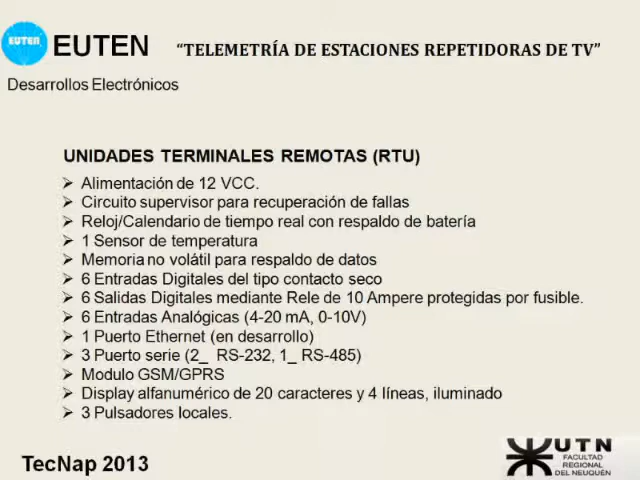 EUTEN
EUTEN
“TELEMETRÍA DE ESTACIONES REPETIDORAS DE TV”
Desarrollos Electrónicos
UNIDADES TERMINALES REMOTAS (RTU)
➢ Alimentación de 12 VCC.
➢ Circuito supervisor para recuperación de fallas
➢ Reloj/Calendario de tiempo real con respaldo de batería
➢ 1 Sensor de temperatura
➢ Memoria no volátil para respaldo de datos
➢ 6 Entradas Digitales del tipo contacto seco
➢ 6 Salidas Digitales mediante Rele de 10 Ampere protegidas por fusible.
➢ 6 Entradas Analógicas (4-20 mA, 0-10V)
➢ 1 Puerto Ethernet (en desarrollo)
➢ 3 Puerto serie (2_ RS-232, 1_ RS-485)
➢ Modulo GSM/GPRS
➢ Display alfanumérico de 20 caracteres y 4 líneas, iluminado
➢ 3 Pulsadores locales.
TecNap 2013
UTN
FACULTAD
REGIONAL
DEL NEUQUÉN